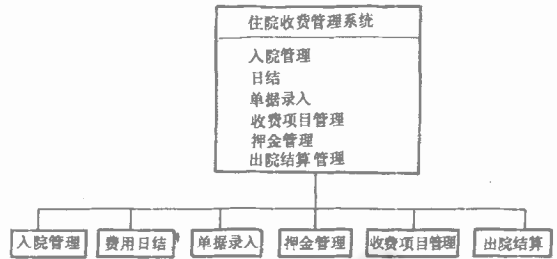 住院收费管理系统
入院管理
日结
单据录入
收费项目管理
押金管理
出院结算管理
入院管理 费用日结 单据录入 押金管理 收费项目管理 出院结算